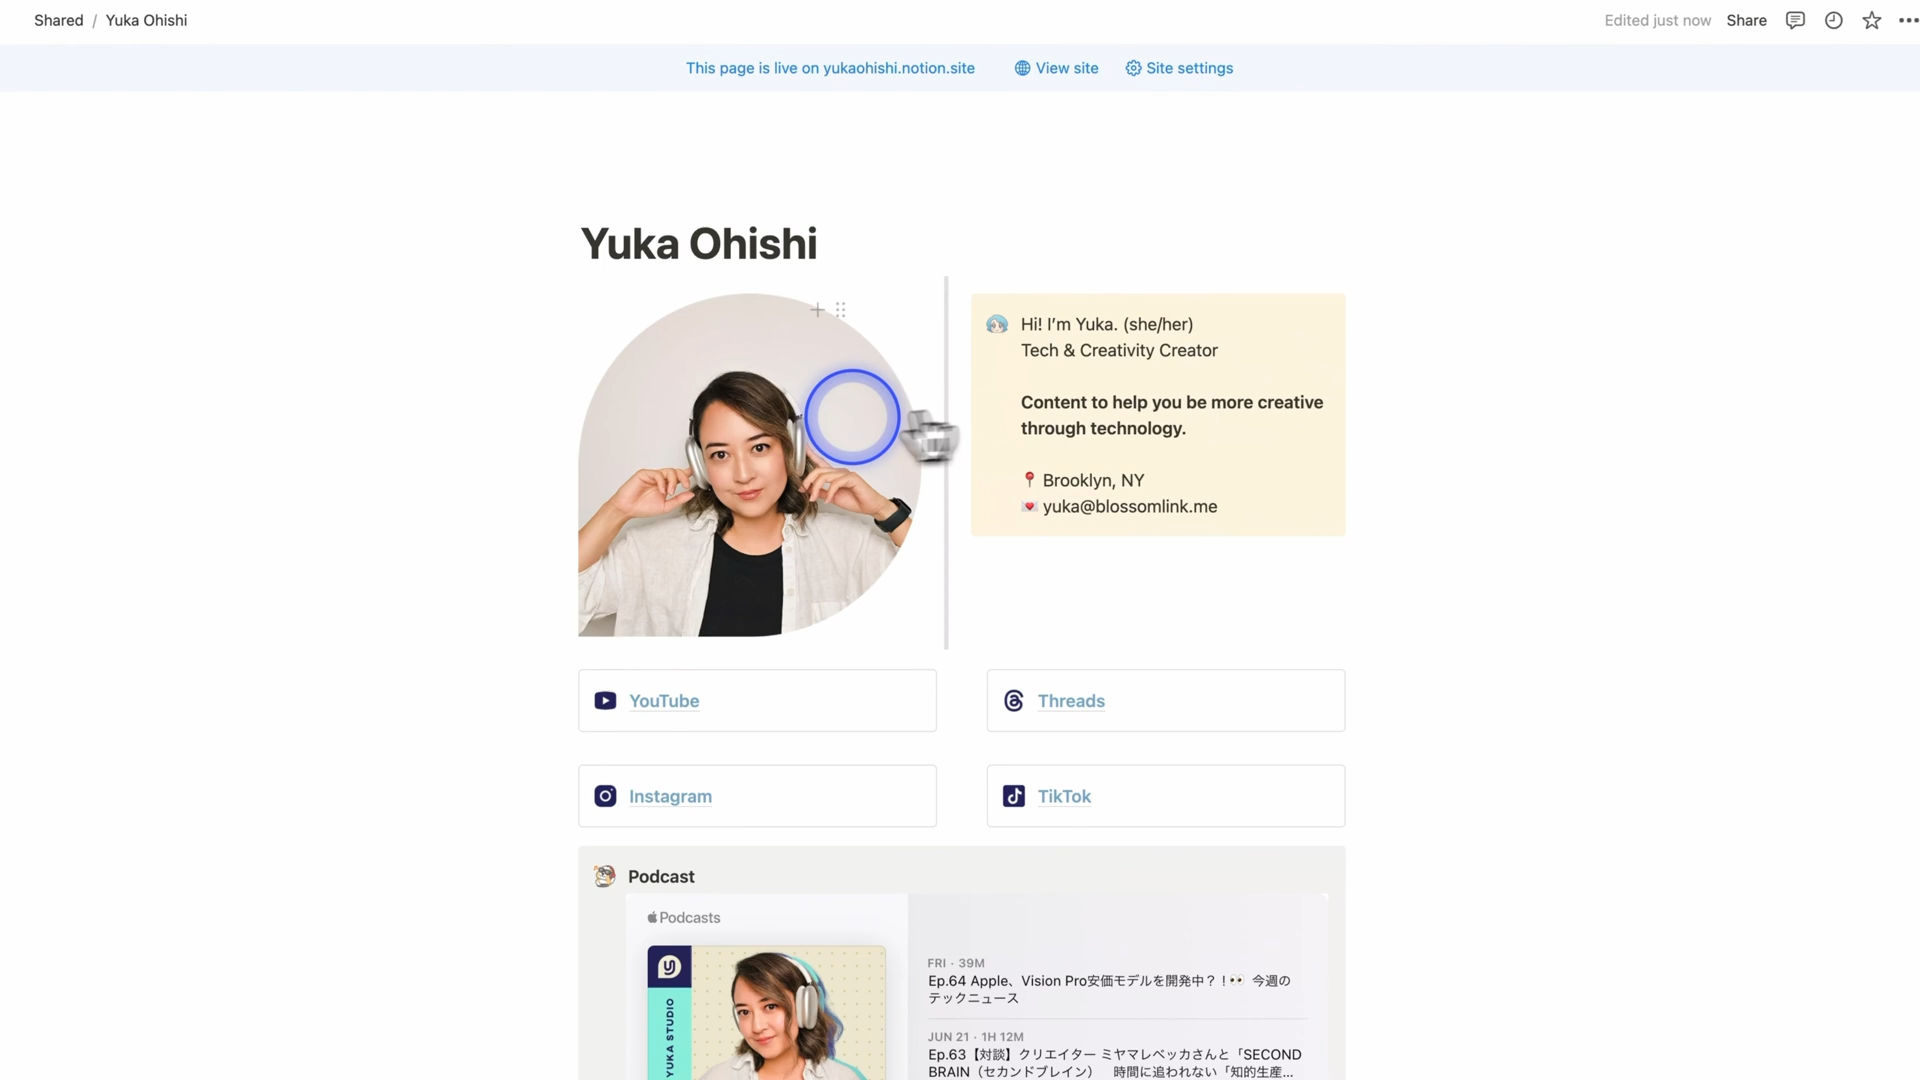 Shared / Yuka Ohishi
Edited just now Share
This page is live on yukaohishi.notion.site View site Site settings
Yuka Ohishi
Hi! I’m Yuka. (she/her)
Tech & Creativity Creator
Content to help you be more creative
through technology.
📍 Brooklyn, NY
💌 yuka@blossomlink.me
YouTube
Threads
Instagram
TikTok
Podcast
Podcasts
YUKA STUDIO
FRI · 39M
Ep.64 Apple、Vision Pro安価モデルを開発中？！👀 今週の
テックニュース
JUN 21 · 1H 12M
Ep.63【対談】クリエイター ミヤマレベッカさんと「SECOND
BRAIN（セカンドブレイン） 時間に追われない「知的生産...